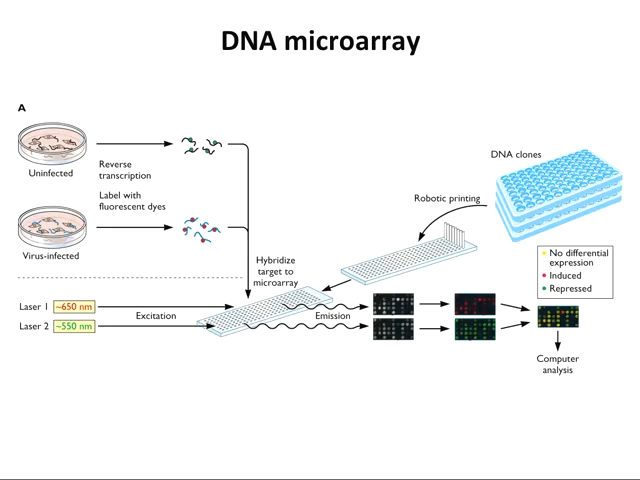 DNA microarray
A
Uninfected
Reverse
transcription
Label with
fluorescent dyes
Virus-infected
DNA clones
Robotic printing
Hybridize
target to
microarray
No differential
expression
Induced
Repressed
Laser 1 ~650 nm
Laser 2 ~550 nm
Excitation
Emission
Computer
analysis